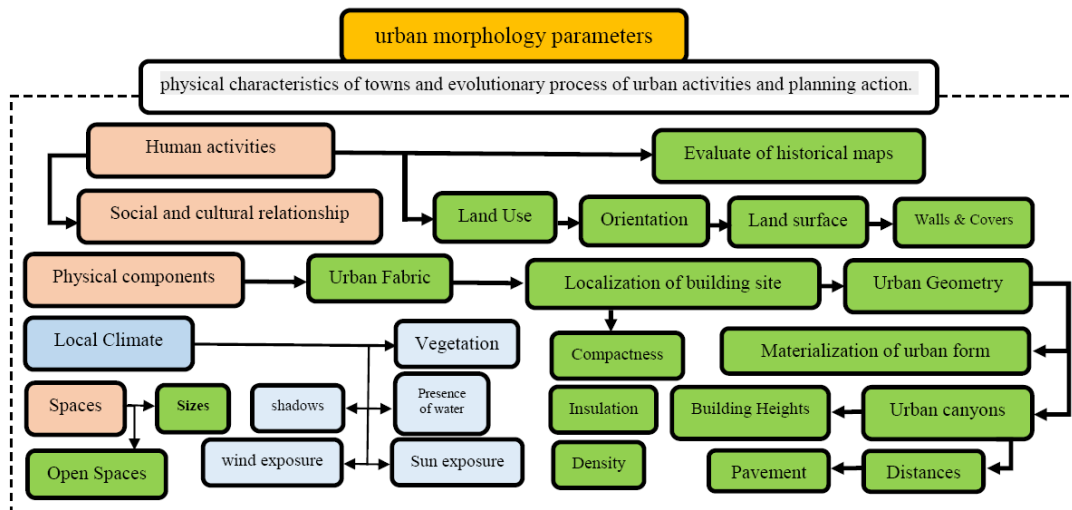 urban morphology parameters
physical characteristics of towns and evolutionary process of urban activities and planning action.
Human activities
Evaluate of historical maps
Social and cultural relationship
Land Use
Orientation
Land surface
Walls & Covers
Physical components
Urban Fabric
Localization of building site
Urban Geometry
Local Climate
Vegetation
Compactness
Materialization of urban form
Spaces
Sizes
shadows
Presence
of water
Insulation
Building Heights
Urban canyons
Open Spaces
wind exposure
Sun exposure
Density
Pavement
Distances